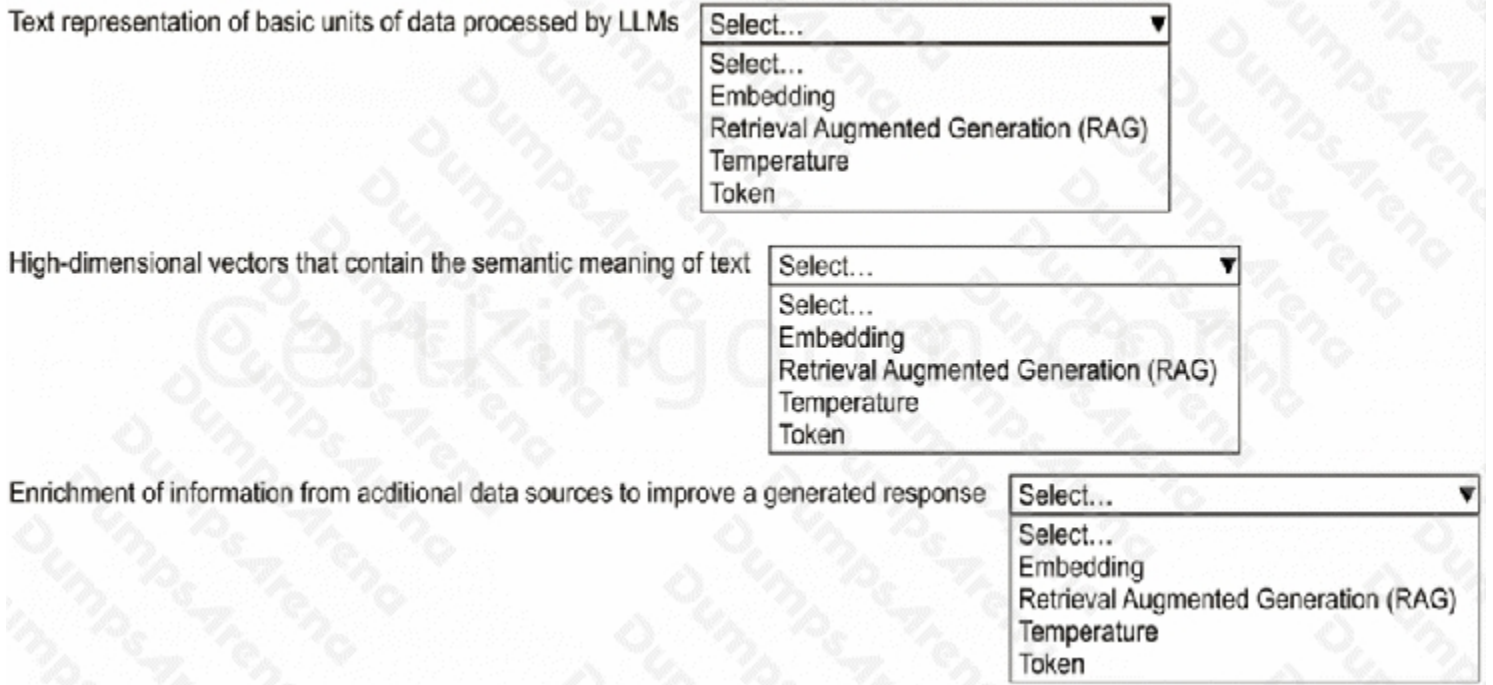 Text representation of basic units of data processed by LLMs Select...
Select...
Embedding
Retrieval Augmented Generation (RAG)
Temperature
Token
High-dimensional vectors that contain the semantic meaning of text Select...
Select...
Embedding
Retrieval Augmented Generation (RAG)
Temperature
Token
Enrichment of information from acditional data sources to improve a generated response Select...
Select...
Embedding
Retrieval Augmented Generation (RAG)
Temperature
Token
certkingdom.com
DumpsArena